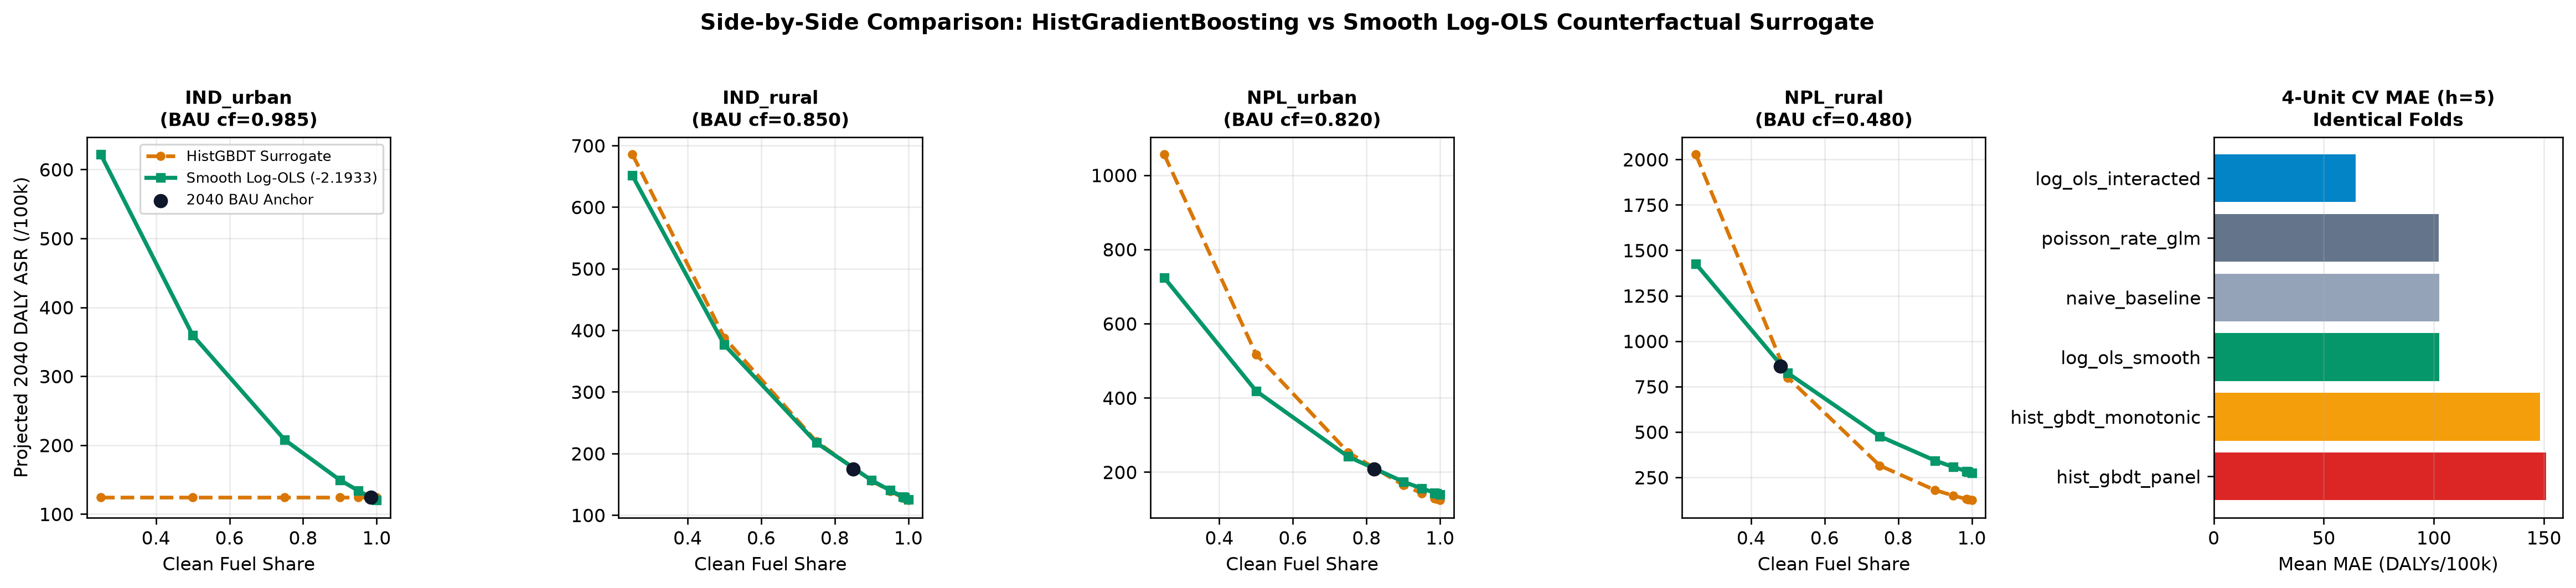 Side-by-Side Comparison: HistGradientBoosting vs Smooth Log-OLS Counterfactual Surrogate
IND_urban
(BAU cf=0.985)
Projected 2040 DALY ASR (/100k)
600
500
400
300
200
100
HistGBDT Surrogate
Smooth Log-OLS (-2.1933)
2040 BAU Anchor
0.4 0.6 0.8 1.0
Clean Fuel Share
IND_rural
(BAU cf=0.850)
700
600
500
400
300
200
100
0.4 0.6 0.8 1.0
Clean Fuel Share
NPL_urban
(BAU cf=0.820)
1000
800
600
400
200
0.4 0.6 0.8 1.0
Clean Fuel Share
NPL_rural
(BAU cf=0.480)
2000
1750
1500
1250
1000
750
500
250
0.4 0.6 0.8 1.0
Clean Fuel Share
4-Unit CV MAE (h=5)
Identical Folds
log_ols_interacted
poisson_rate_glm
naive_baseline
log_ols_smooth
hist_gbdt_monotonic
hist_gbdt_panel
0 50 100 150
Mean MAE (DALYs/100k)